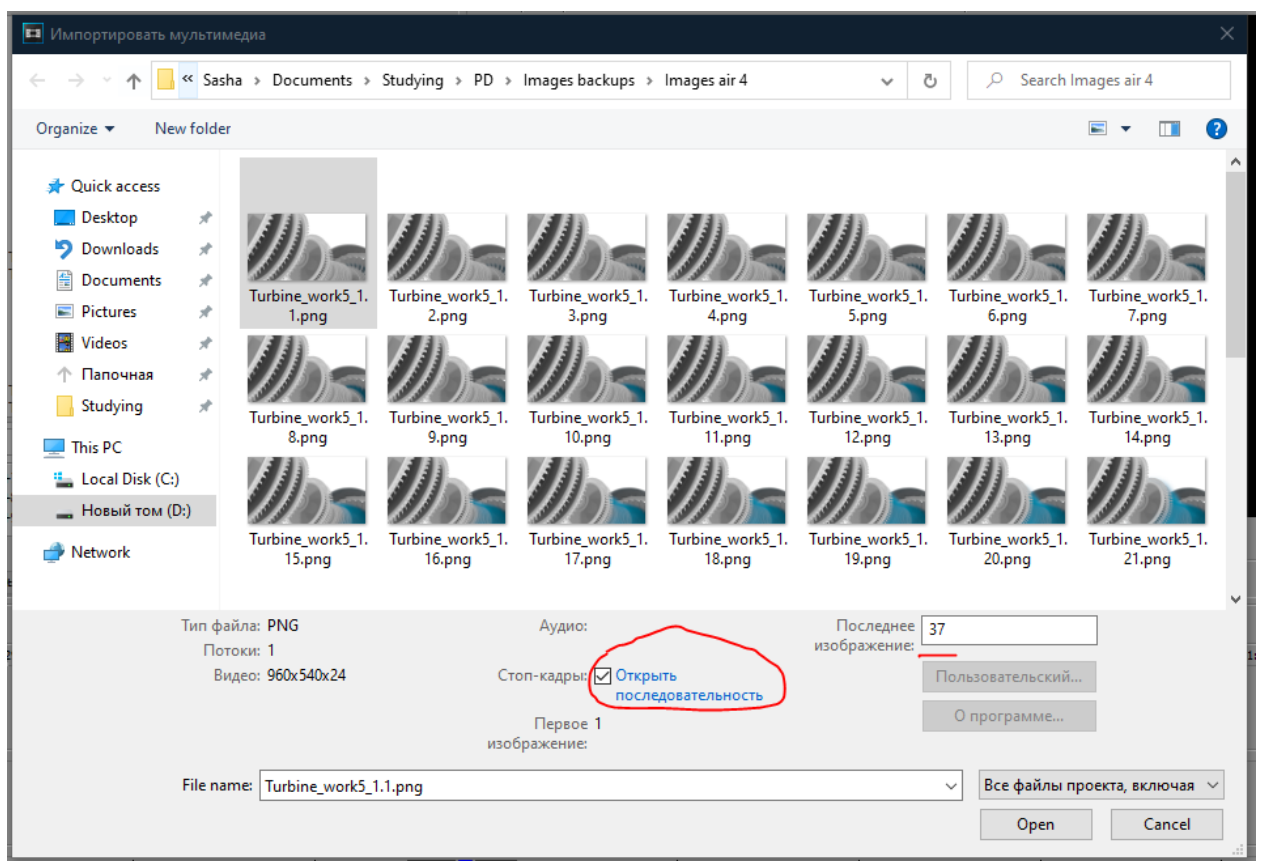 Импортировать мультимедиа
« Sasha > Documents > Studying > PD > Images backups > Images air 4
Search Images air 4
Organize
New folder
Quick access
Desktop
Downloads
Documents
Pictures
Videos
Папочная
Studying
This PC
Local Disk (C:)
Новый том (D:)
Network
Turbine_work5_1.
1.png
Turbine_work5_1.
2.png
Turbine_work5_1.
3.png
Turbine_work5_1.
4.png
Turbine_work5_1.
5.png
Turbine_work5_1.
6.png
Turbine_work5_1.
7.png
Turbine_work5_1.
8.png
Turbine_work5_1.
9.png
Turbine_work5_1.
10.png
Turbine_work5_1.
11.png
Turbine_work5_1.
12.png
Turbine_work5_1.
13.png
Turbine_work5_1.
14.png
Turbine_work5_1.
15.png
Turbine_work5_1.
16.png
Turbine_work5_1.
17.png
Turbine_work5_1.
18.png
Turbine_work5_1.
19.png
Turbine_work5_1.
20.png
Turbine_work5_1.
21.png
Тип файла: PNG
Потоки: 1
Видео: 960x540x24
Аудио:
Стоп-кадры: Открыть
последовательность
Первое 1
изображение:
Последнее 37
изображение:
Пользовательский...
О программе...
File name: Turbine_work5_1.1.png
Все файлы проекта, включая
Open
Cancel